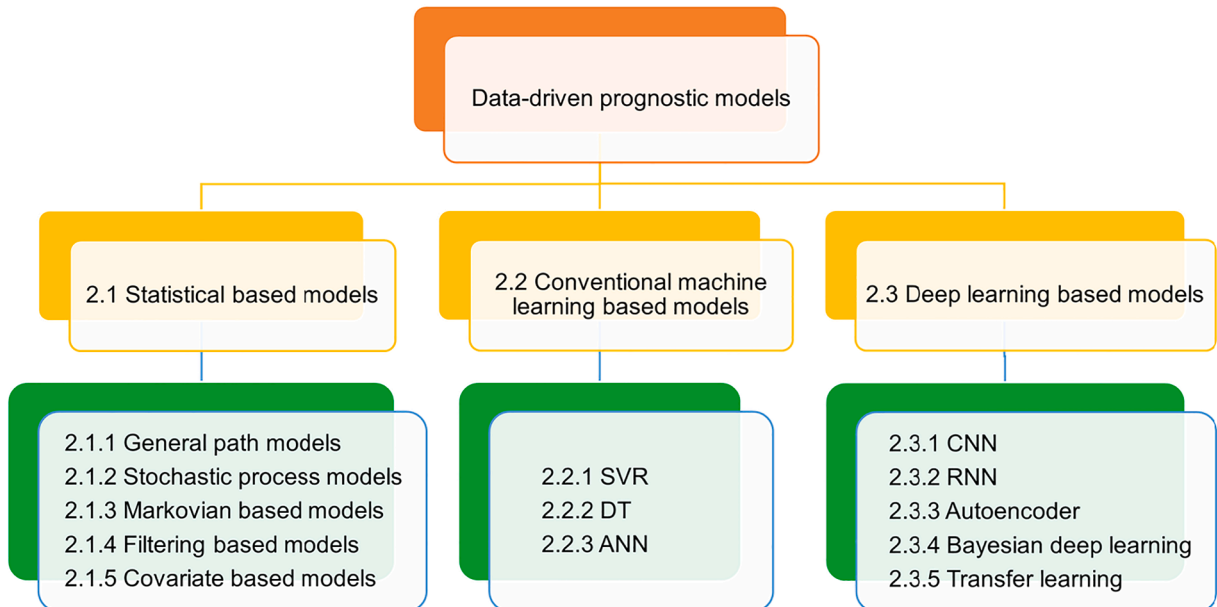 Data-driven prognostic models
2.1 Statistical based models
2.2 Conventional machine
learning based models
2.3 Deep learning based models
2.1.1 General path models
2.1.2 Stochastic process models
2.1.3 Markovian based models
2.1.4 Filtering based models
2.1.5 Covariate based models
2.2.1 SVR
2.2.2 DT
2.2.3 ANN
2.3.1 CNN
2.3.2 RNN
2.3.3 Autoencoder
2.3.4 Bayesian deep learning
2.3.5 Transfer learning